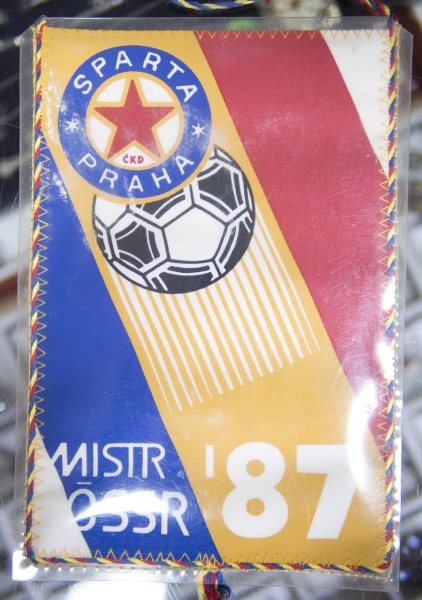 SPARTA
PRAHA
ČKD
MISTR '87
ČSSR